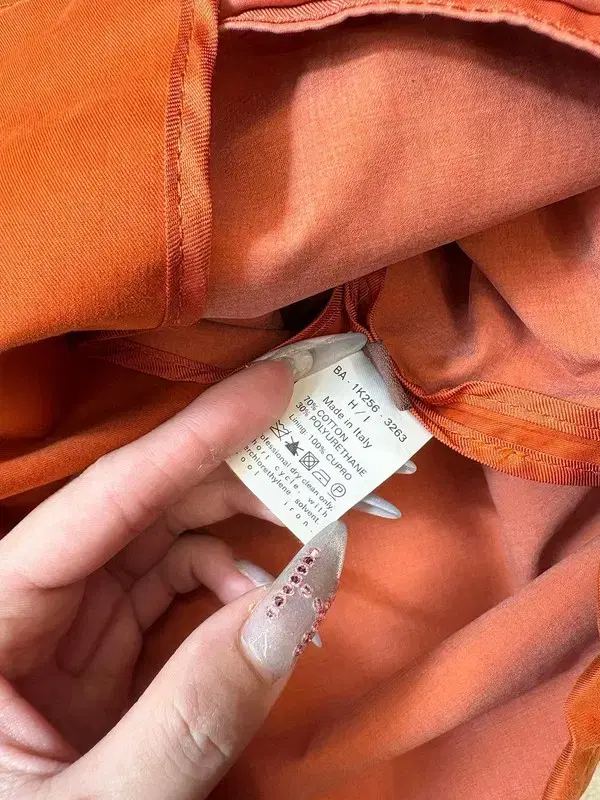 BA - 1K256 - 3263
H / I
Made in Italy
70% COTTON
30% POLYURETHANE
Lining: 100% CUPRO
P
dry clean only.
cycle, with
solvent.
iron.